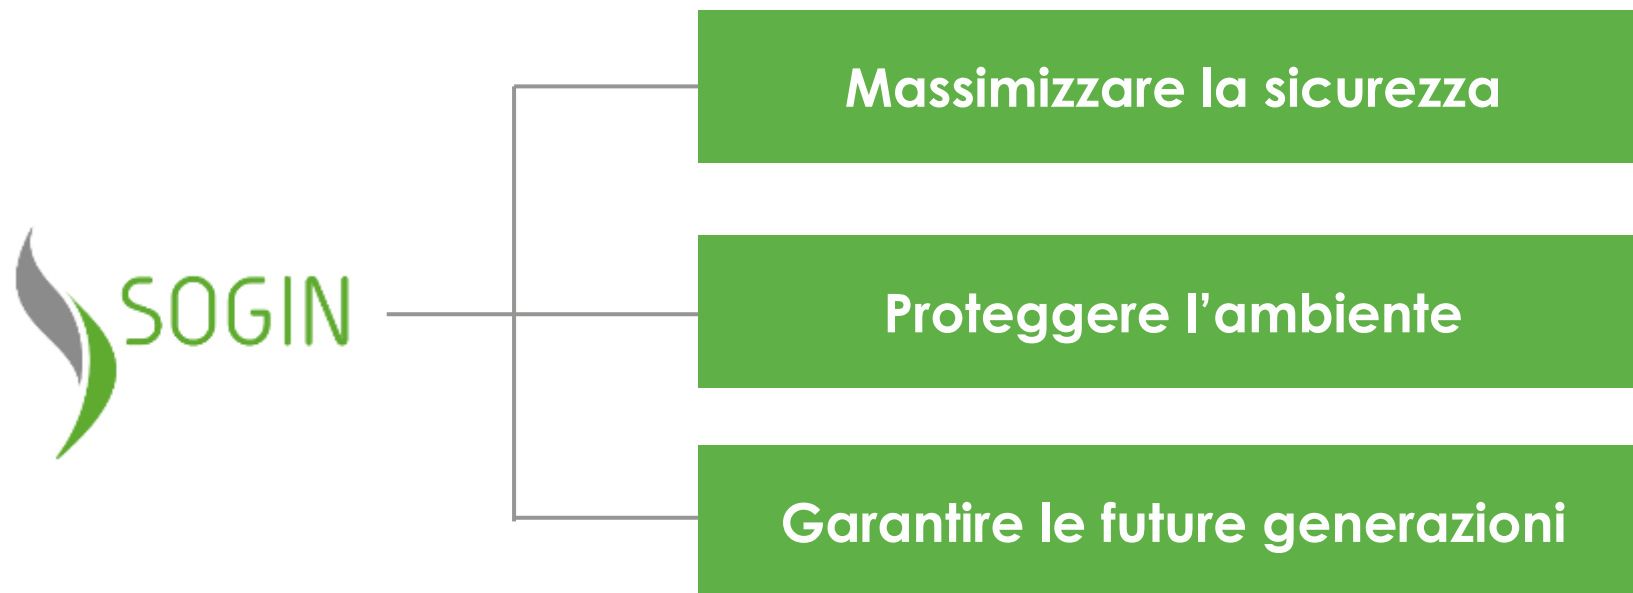 Massimizzare la sicurezza
SOGIN
Proteggere l’ambiente
Garantire le future generazioni